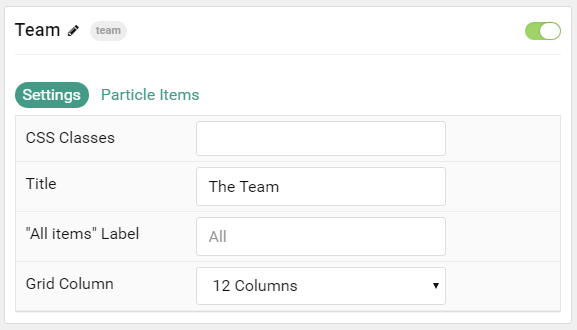 Team team
Settings Particle Items
CSS Classes
Title The Team
"All items" Label All
Grid Column 12 Columns